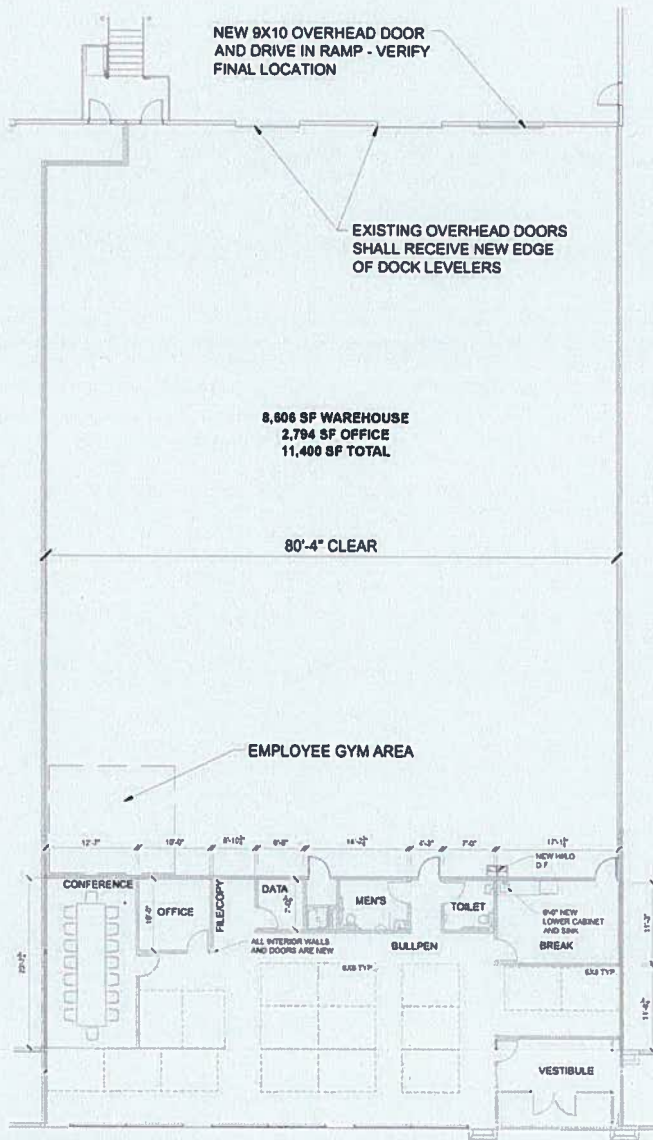 NEW 9X10 OVERHEAD DOOR
AND DRIVE IN RAMP - VERIFY
FINAL LOCATION
EXISTING OVERHEAD DOORS
SHALL RECEIVE NEW EDGE
OF DOCK LEVELERS
8,606 SF WAREHOUSE
2,794 SF OFFICE
11,400 SF TOTAL
80'-4" CLEAR
EMPLOYEE GYM AREA
NEW HI/LO
D.F.
CONFERENCE
OFFICE
FILE/COPY
DATA
MEN'S
TOILET
ALL INTERIOR WALLS
AND DOORS ARE NEW
BULLPEN
LOWER CABINET
AND SINK
BREAK
VESTIBULE